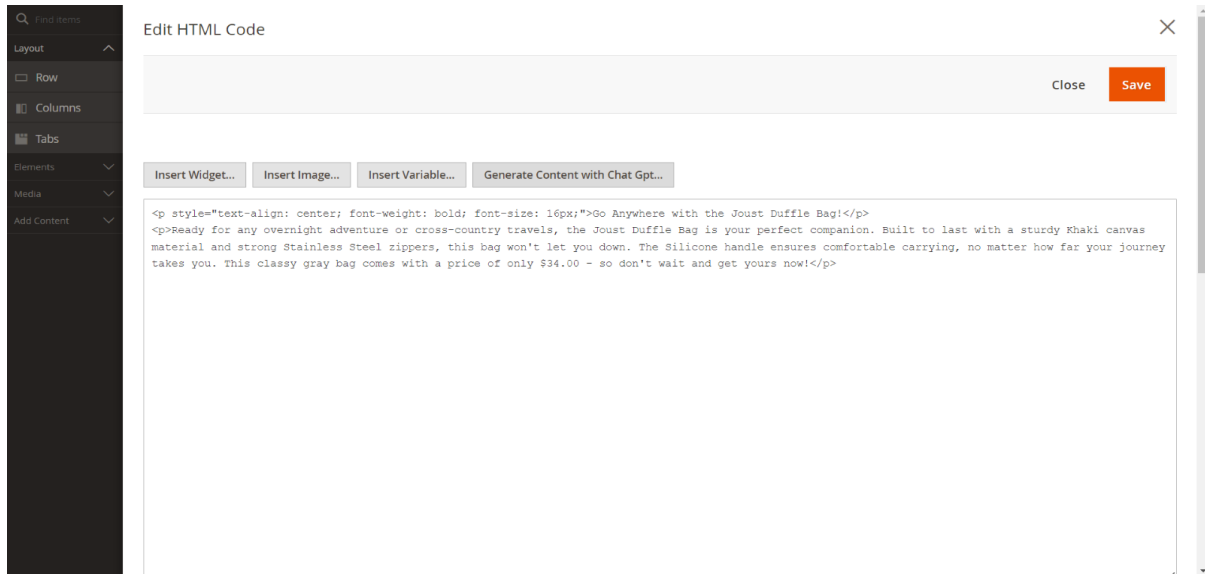 Find items
Edit HTML Code
Layout
Row
Close
Save
Columns
Tabs
Elements
Insert Widget...
Insert Image...
Insert Variable...
Generate Content with Chat Gpt...
Media
Add Content
<p style="text-align: center; font-weight: bold; font-size: 16px;">Go Anywhere with the Joust Duffle Bag!</p>
<p>Ready for any overnight adventure or cross-country travels, the Joust Duffle Bag is your perfect companion. Built to last with a sturdy Khaki canvas
material and strong Stainless Steel zippers, this bag won't let you down. The Silicone handle ensures comfortable carrying, no matter how far your journey
takes you. This classy gray bag comes with a price of only $34.00 - so don't wait and get yours now!</p>